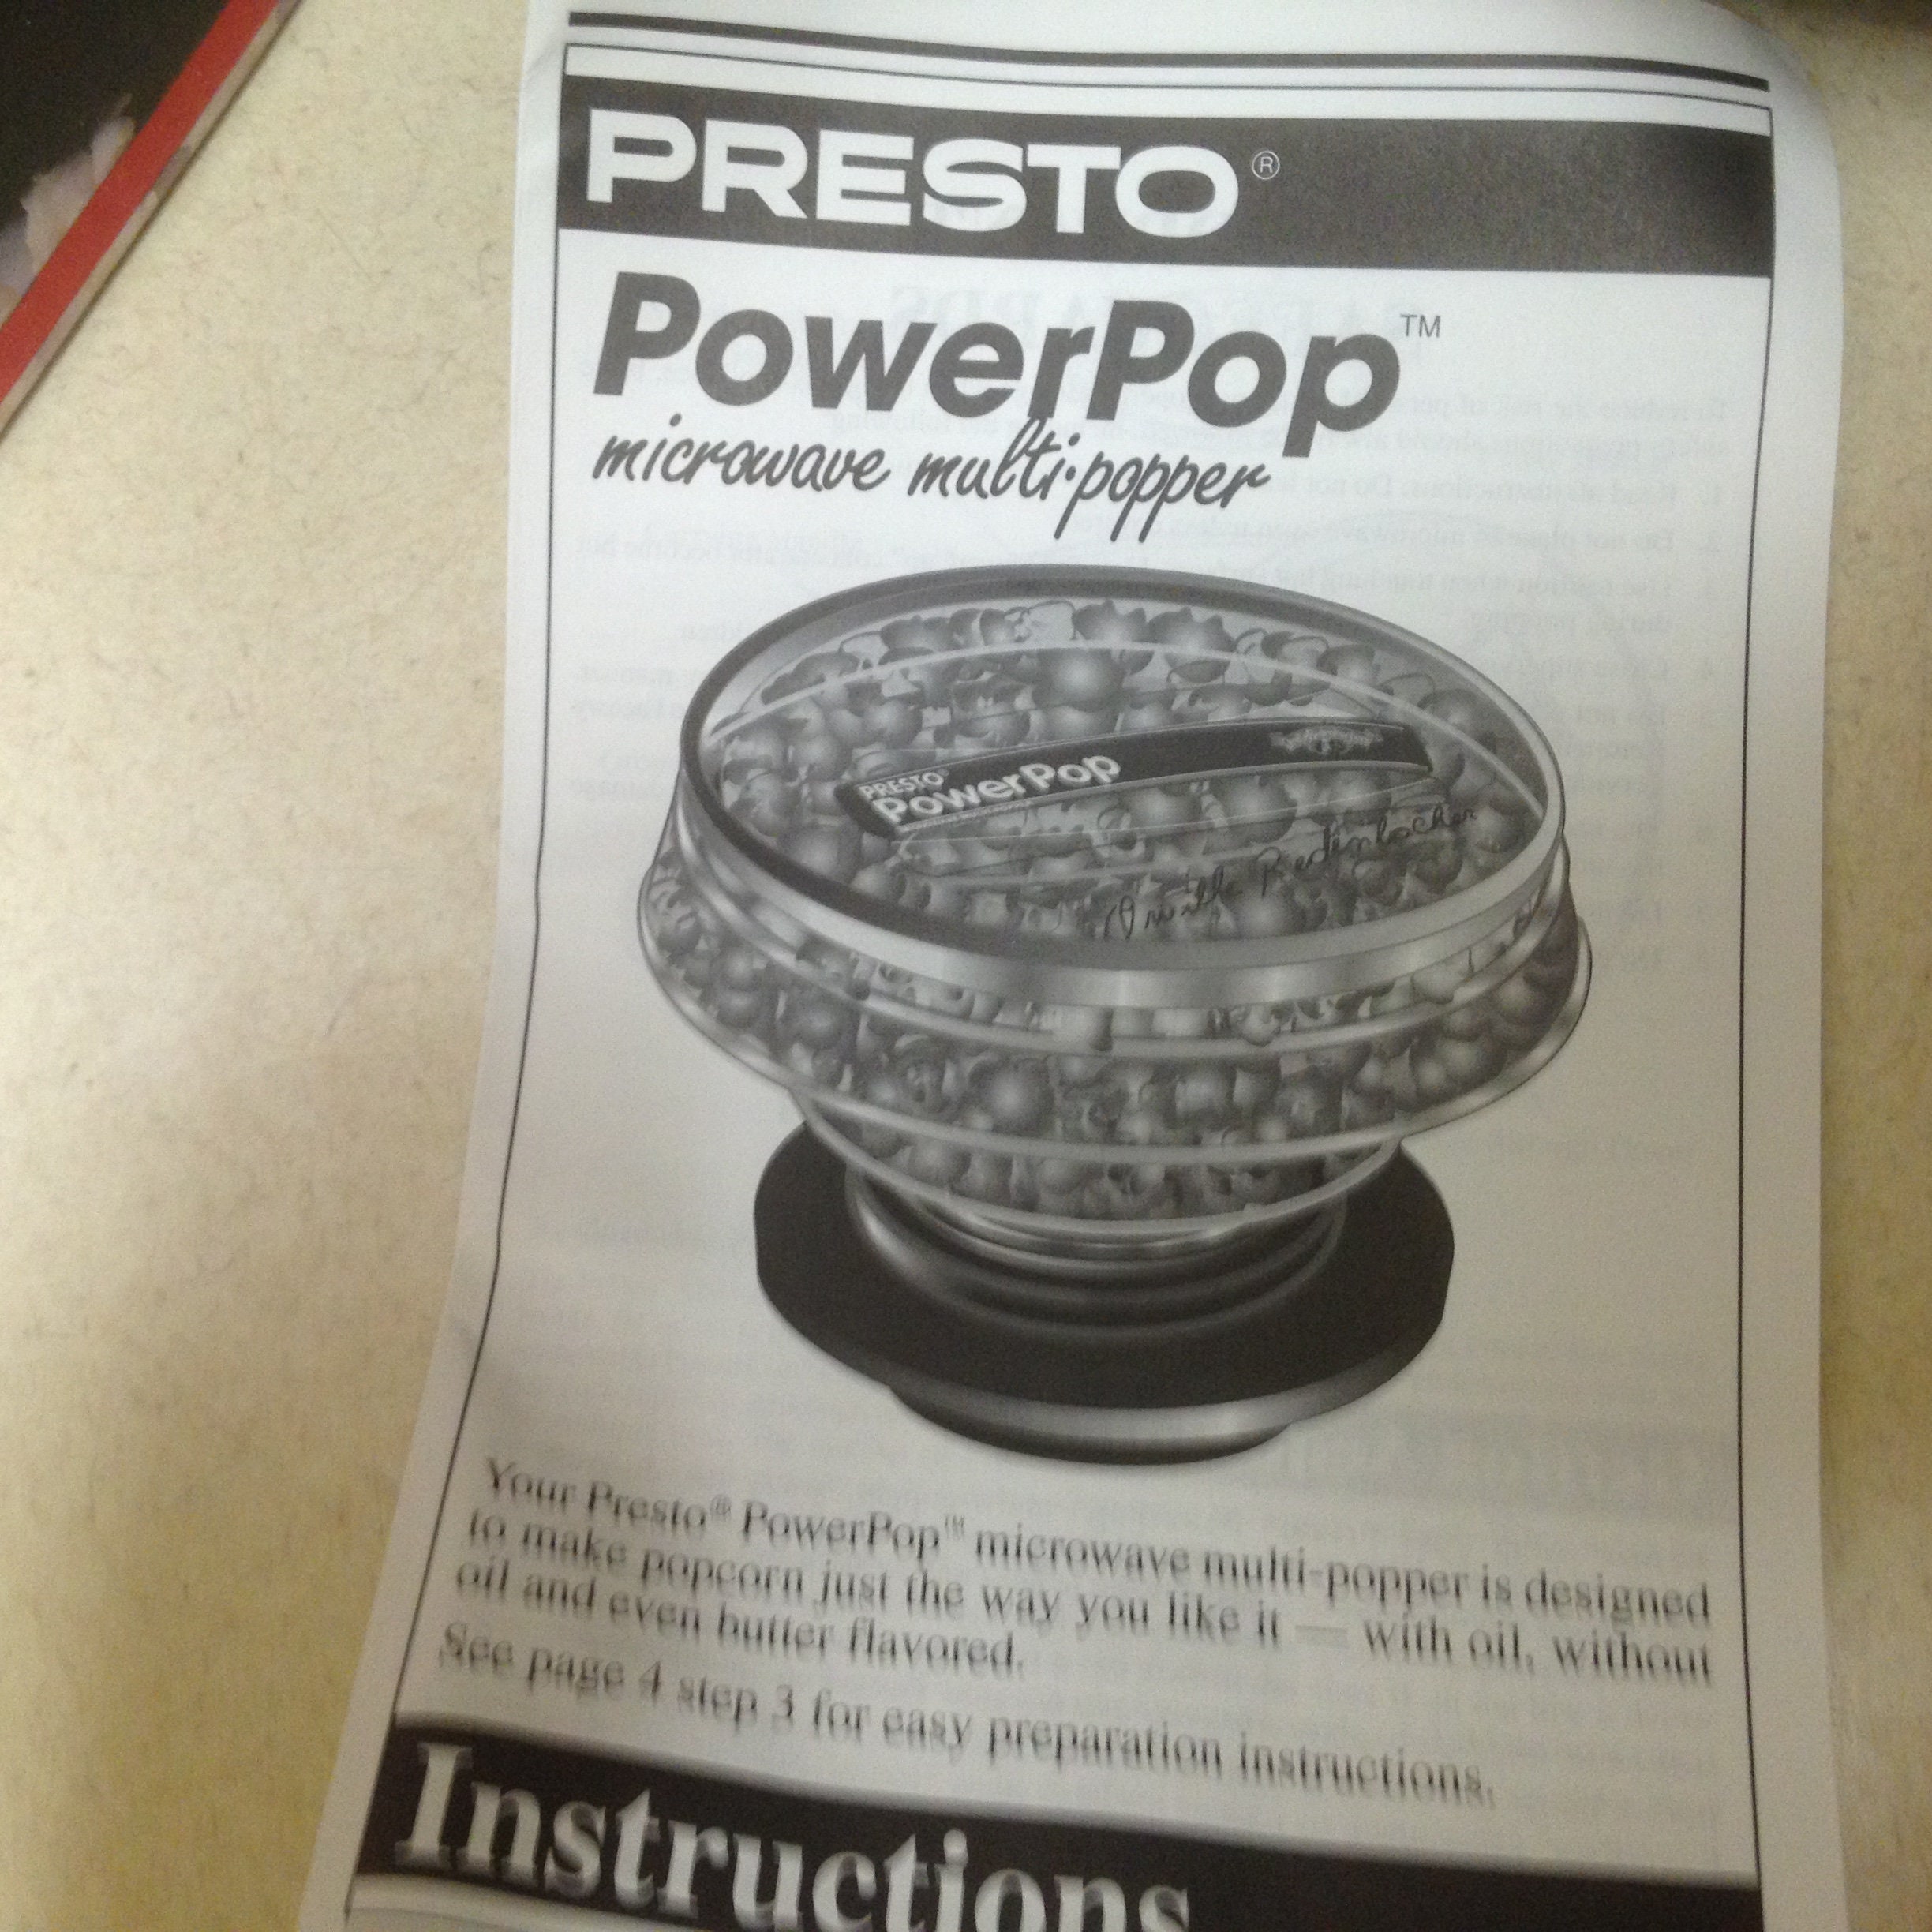 PRESTO®
PowerPop™
microwave multi-popper
PRESTO®
PowerPop
Orville Redenbacher
Your Presto® PowerPop™ microwave multi-popper is designed
to make popcorn just the way you like it — with oil, without
oil and even butter flavored.
See page 4 step 3 for easy preparation instructions.
Instructions